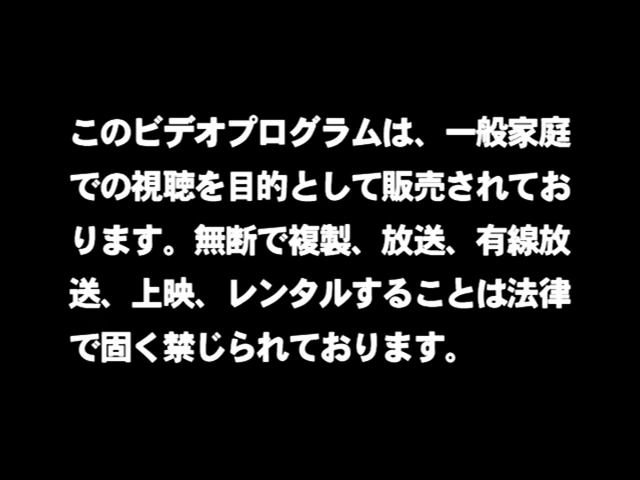 このビデオプログラムは、一般家庭
での視聴を目的として販売されてお
ります。無断で複製、放送、有線放
送、上映、レンタルすることは法律
で固く禁じられております。